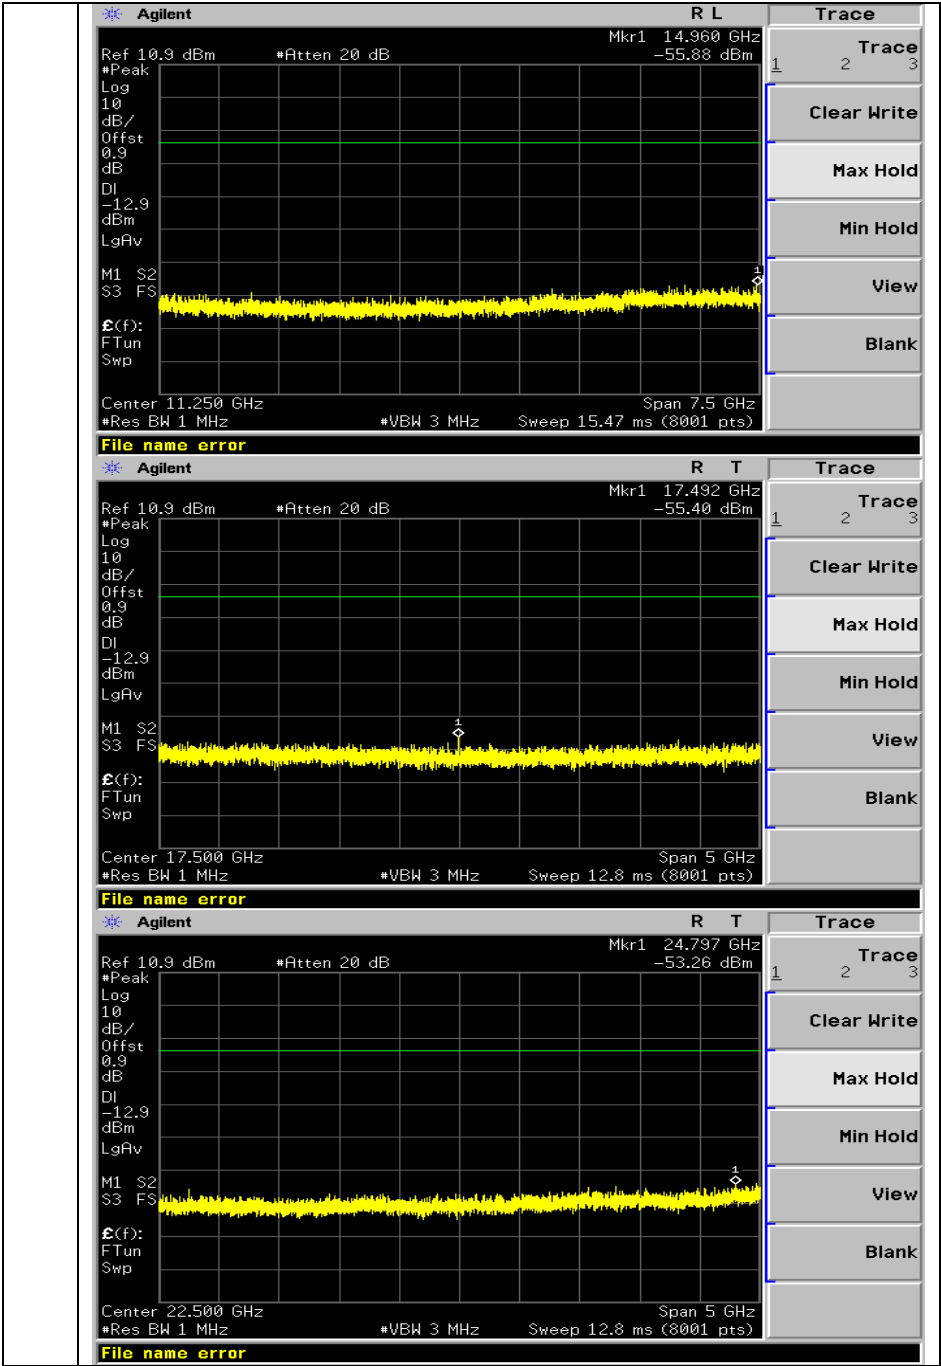 Agilent R L Trace
Mkr1 14.960 GHz
Ref 10.9 dBm #Atten 20 dB -55.88 dBm
Trace
1 2 3
#Peak
Log
10
dB/
Offst
0.9
dB
DI
-12.9
dBm
LgAv
M1 S2
S3 FS
£(f):
FTun
Swp
1
Clear Write
Max Hold
Min Hold
View
Blank
Center 11.250 GHz Span 7.5 GHz
#Res BW 1 MHz #VBW 3 MHz Sweep 15.47 ms (8001 pts)
File name error
Agilent R T Trace
Mkr1 17.492 GHz
Ref 10.9 dBm #Atten 20 dB -55.40 dBm
Trace
1 2 3
#Peak
Log
10
dB/
Offst
0.9
dB
DI
-12.9
dBm
LgAv
M1 S2
S3 FS
£(f):
FTun
Swp
1
Clear Write
Max Hold
Min Hold
View
Blank
Center 17.500 GHz Span 5 GHz
#Res BW 1 MHz #VBW 3 MHz Sweep 12.8 ms (8001 pts)
File name error
Agilent R T Trace
Mkr1 24.797 GHz
Ref 10.9 dBm #Atten 20 dB -53.26 dBm
Trace
1 2 3
#Peak
Log
10
dB/
Offst
0.9
dB
DI
-12.9
dBm
LgAv
M1 S2
S3 FS
£(f):
FTun
Swp
1
Clear Write
Max Hold
Min Hold
View
Blank
Center 22.500 GHz Span 5 GHz
#Res BW 1 MHz #VBW 3 MHz Sweep 12.8 ms (8001 pts)
File name error